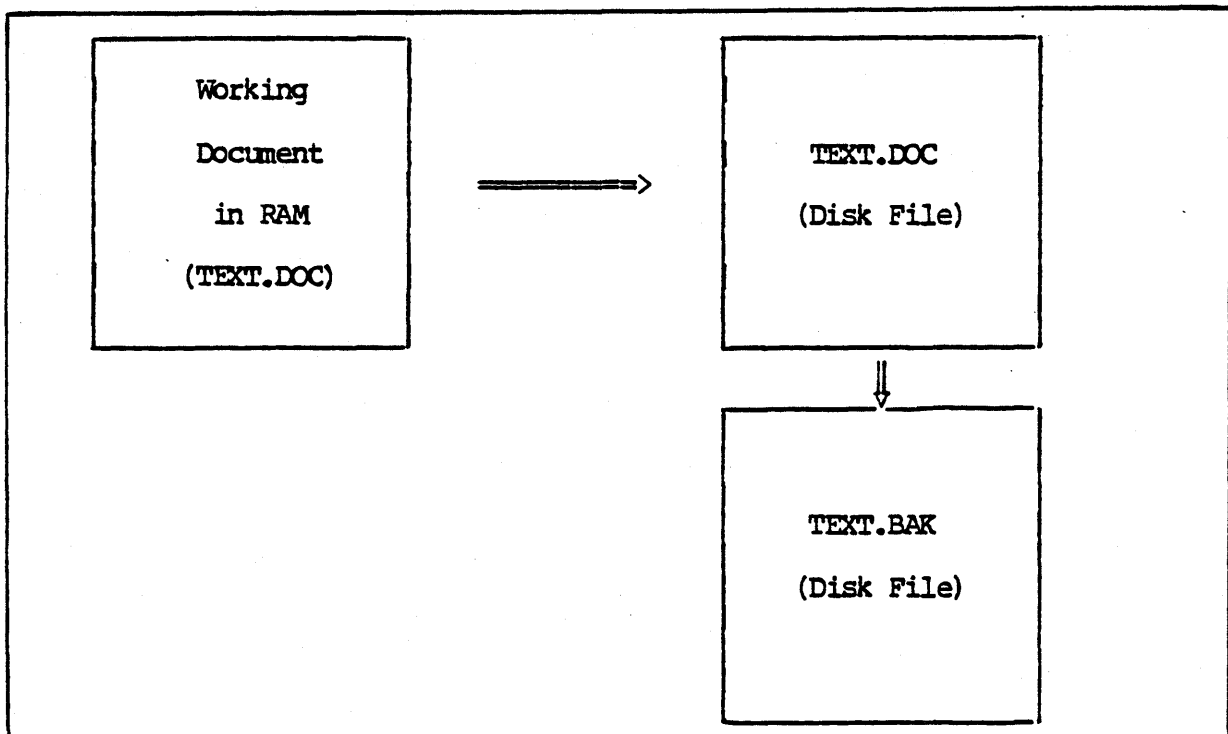 Working
Document
in RAM
(TEXT.DOC)
TEXT.DOC
(Disk File)
TEXT.BAK
(Disk File)